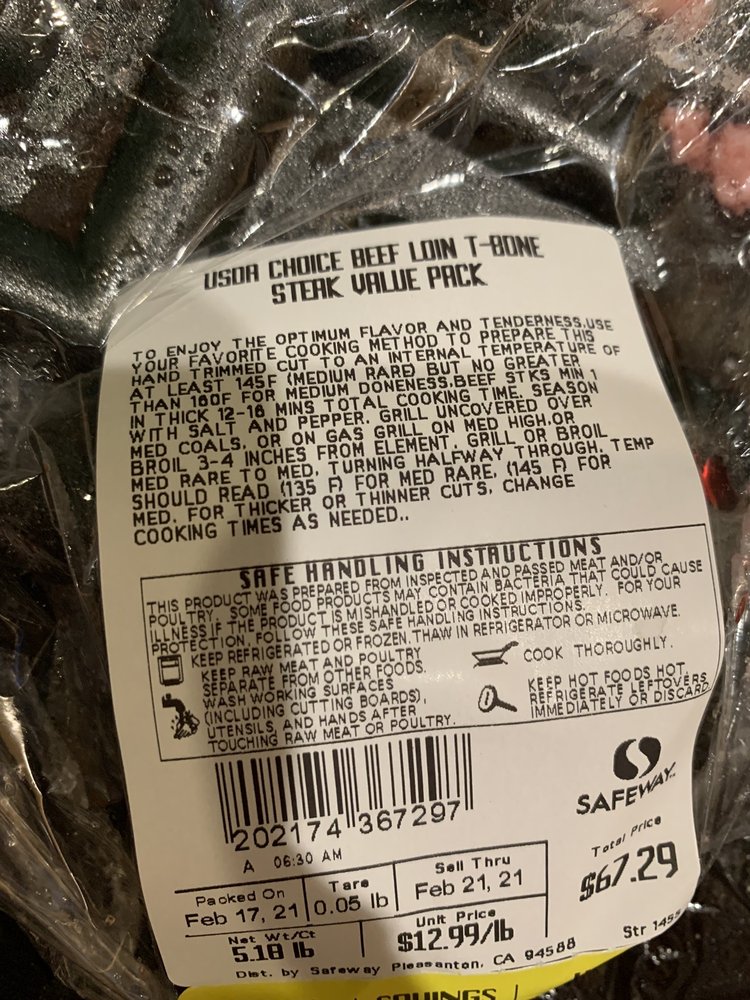 USDA CHOICE BEEF LOIN T-BONE
STEAK VALUE PACK
TO ENJOY THE OPTIMUM FLAVOR AND TENDERNESS,USE
YOUR FAVORITE COOKING METHOD TO PREPARE THIS
HAND TRIMMED CUT TO AN INTERNAL TEMPERATURE OF
AT LEAST 145F (MEDIUM RARE) BUT NO GREATER
THAN 160F FOR MEDIUM DONENESS.BEEF STKS MIN 1
IN THICK 12-16 MINS TOTAL COOKING TIME. SEASON
WITH SALT AND PEPPER. GRILL UNCOVERED OVER
MED COALS, OR ON GAS GRILL ON MED HIGH.OR
BROIL 3-4 INCHES FROM ELEMENT. GRILL OR BROIL
MED RARE TO MED, TURNING HALFWAY THROUGH. TEMP
SHOULD READ (135 F) FOR MED RARE, (145 F) FOR
MED. FOR THICKER OR THINNER CUTS, CHANGE
COOKING TIMES AS NEEDED..
SAFE HANDLING INSTRUCTIONS
THIS PRODUCT WAS PREPARED FROM INSPECTED AND PASSED MEAT AND/OR
POULTRY. SOME FOOD PRODUCTS MAY CONTAIN BACTERIA THAT COULD CAUSE
ILLNESS IF THE PRODUCT IS MISHANDLED OR COOKED IMPROPERLY. FOR YOUR
PROTECTION, FOLLOW THESE SAFE HANDLING INSTRUCTIONS.
KEEP REFRIGERATED OR FROZEN. THAW IN REFRIGERATOR OR MICROWAVE.
KEEP RAW MEAT AND POULTRY
SEPARATE FROM OTHER FOODS.
WASH WORKING SURFACES
(INCLUDING CUTTING BOARDS),
UTENSILS, AND HANDS AFTER
TOUCHING RAW MEAT OR POULTRY.
COOK THOROUGHLY.
KEEP HOT FOODS HOT.
REFRIGERATE LEFTOVERS
IMMEDIATELY OR DISCARD.
202174 367297
A 06:30 AM
SAFEWAY
Packed On
Feb 17, 21
Tare
0.05 lb
Sell Thru
Feb 21, 21
Total Price
$67.29
Net Wt/Ct
5.18 lb
Unit Price
$12.99/lb
Dist. by Safeway Pleasanton, CA 94588
Str
SAVINGS